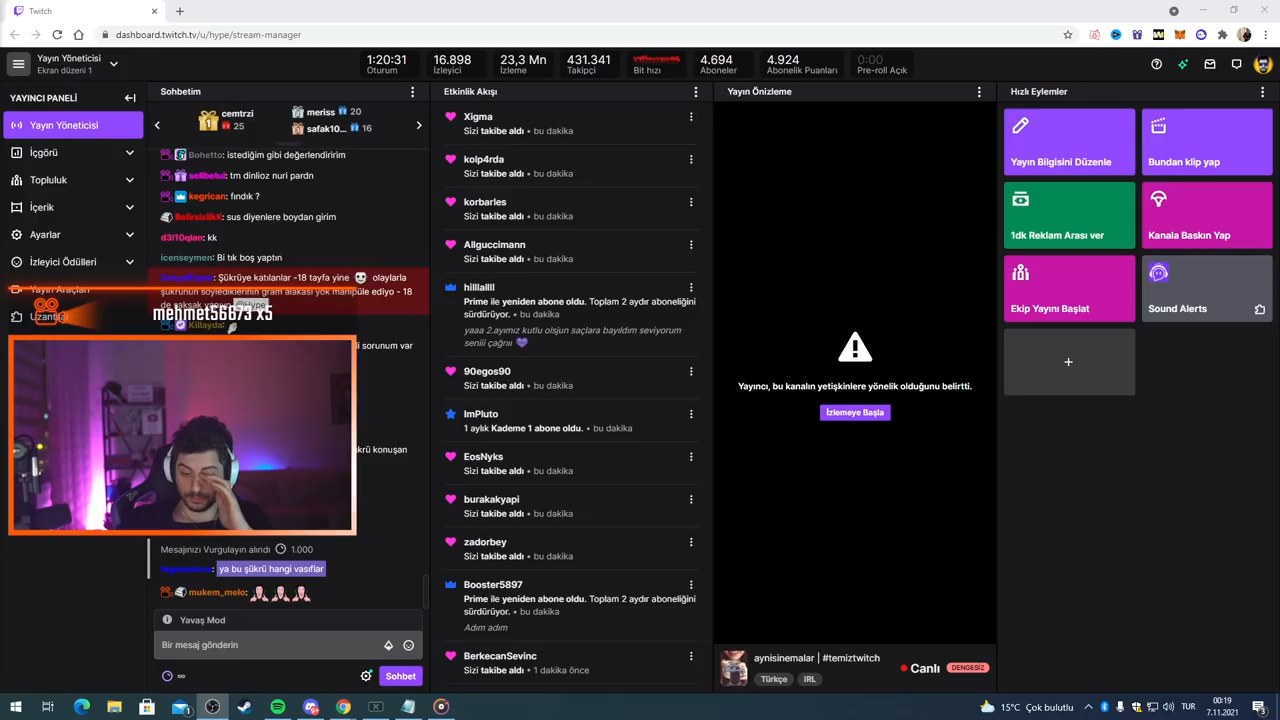 Twitch
dashboard.twitch.tv/u/hype/stream-manager
Yayın Yöneticisi
Ekran düzeni 1
1:20:31
Oturum
16.898
İzleyici
23,3 Mn
İzleme
431.341
Takipçi
Bit hızı
4.694
Aboneler
4.924
Abonelik Puanları
0:00
Pre-roll Açık
YAYINCI PANELİ
Yayın Yöneticisi
İçgörü
Topluluk
İçerik
Ayarlar
İzleyici Ödülleri
Yayın Araçları
Uzantılar
mehmet56673 x5
Sohbetim
cemtrzi
25
meriss 20
safak10... 16
Bohetto: istediğim gibi değerlendiririm
sellbetul: tm dinlioz nuri pardn
kegrican: fındık ?
BelirsizlikK: sus diyenlere boydan girim
d3l10qlan: kk
icenseymen: Bi tık boş yaptın
: Şükrüye katılanlar -18 tayfa yine olaylarla
şükrünün söylediklerinin gram alakası yok manipüle ediyo - 18
@Hype
Killayda:
i sorunum var
krü konuşan
Mesajınızı Vurgulayın alındı 1.000
: ya bu şükrü hangi vasıflar
mukem_melo:
Yavaş Mod
Bir mesaj gönderin
∞
Sohbet
Etkinlik Akışı
Xigma
Sizi takibe aldı • bu dakika
kolp4rda
Sizi takibe aldı • bu dakika
korbarles
Sizi takibe aldı • bu dakika
Allguccimann
Sizi takibe aldı • bu dakika
hilllallll
Prime ile yeniden abone oldu. Toplam 2 aydır aboneliğini
sürdürüyor. • bu dakika
yaaa 2.ayımız kutlu olsjun saçlara bayıldım seviyorum
seniii çağrııı
90egos90
Sizi takibe aldı • bu dakika
ImPluto
1 aylık Kademe 1 abone oldu. • bu dakika
EosNyks
Sizi takibe aldı • bu dakika
burakakyapi
Sizi takibe aldı • bu dakika
zadorbey
Sizi takibe aldı • bu dakika
Booster5897
Prime ile yeniden abone oldu. Toplam 2 aydır aboneliğini
sürdürüyor. • bu dakika
Adım adım
BerkecanSevinc
Sizi takibe aldı • 1 dakika önce
Yayın Önizleme
Yayıncı, bu kanalın yetişkinlere yönelik olduğunu belirtti.
İzlemeye Başla
aynisinemalar | #temiztwitch
Türkçe
IRL
Canlı
DENGESİZ
Hızlı Eylemler
Yayın Bilgisini Düzenle
Bundan klip yap
1dk Reklam Arası ver
Kanala Baskın Yap
Ekip Yayını Başlat
Sound Alerts
15°C Çok bulutlu
TUR
00:19
7.11.2021
3